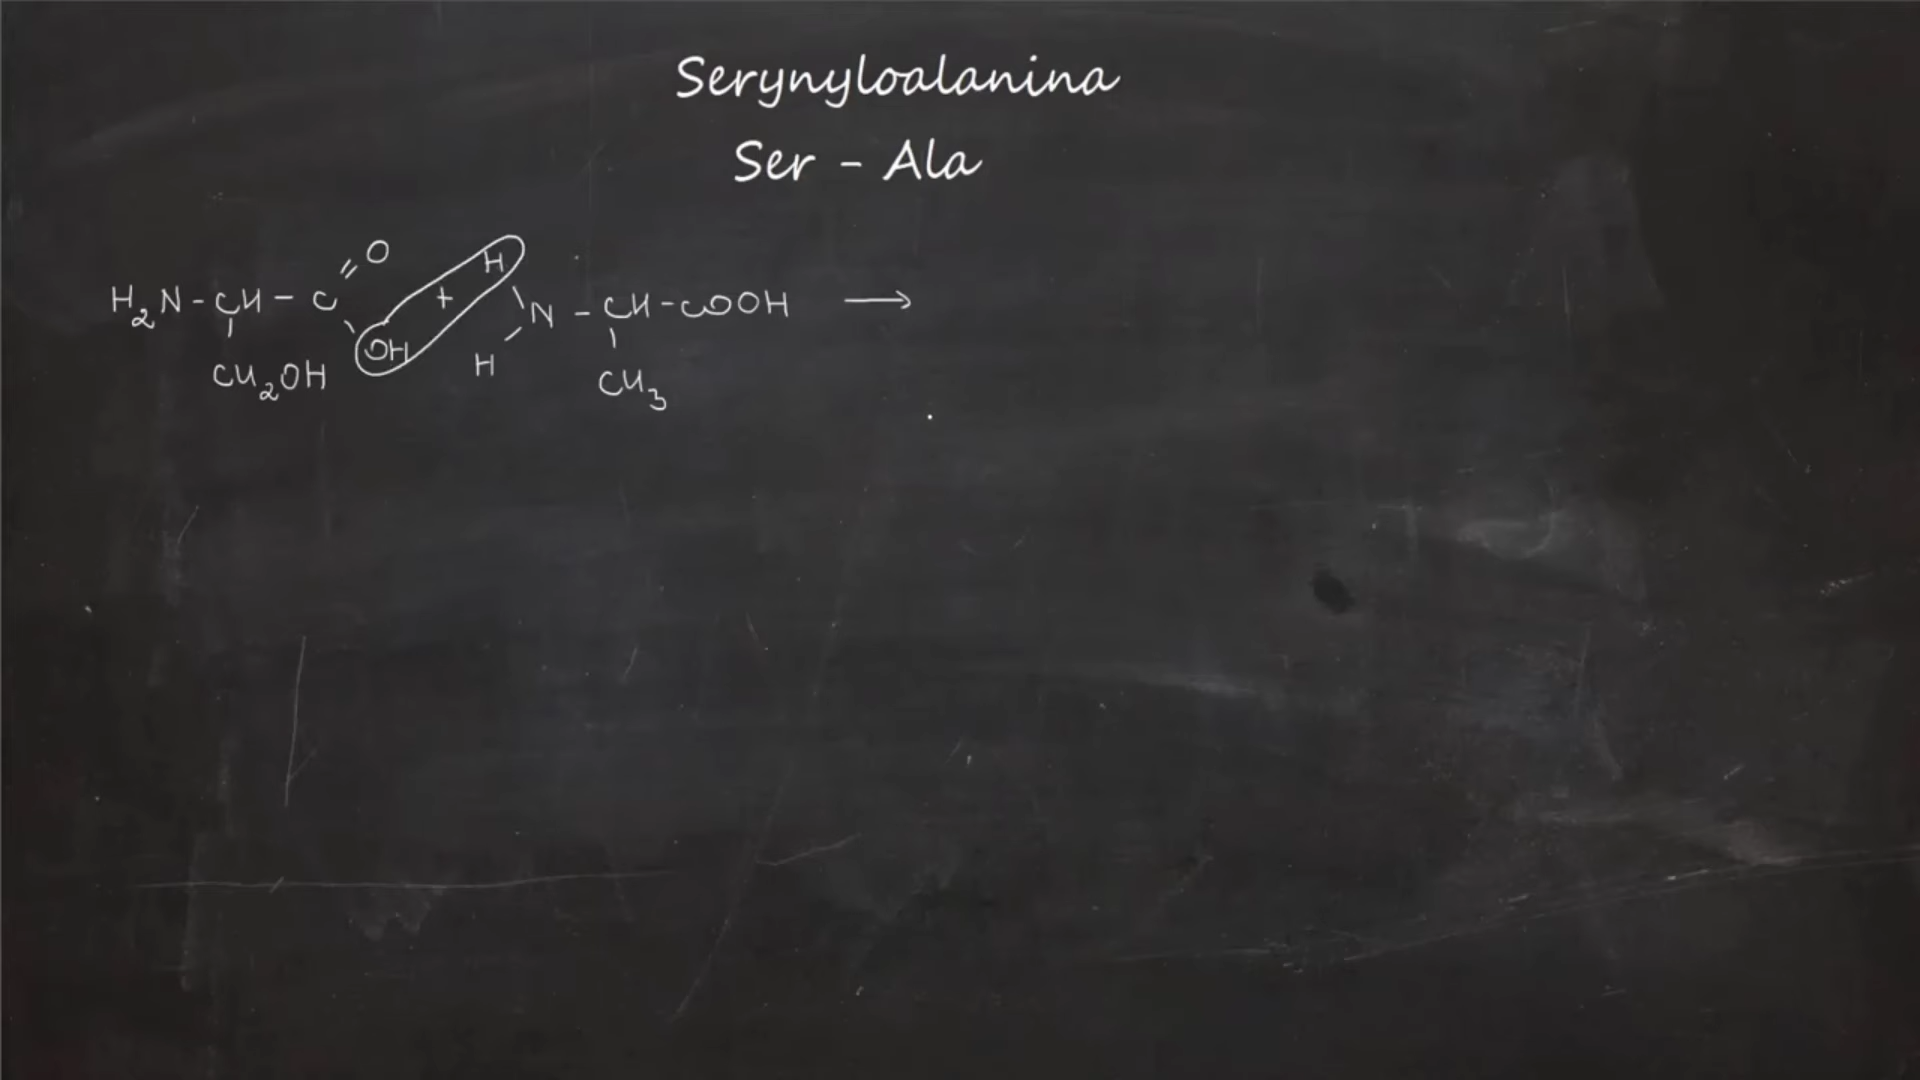 Serynyloalanina
Ser - Ala
H₂N - CH - C =O OH + H H N - CH - COOH →
CH₂OH CH₃